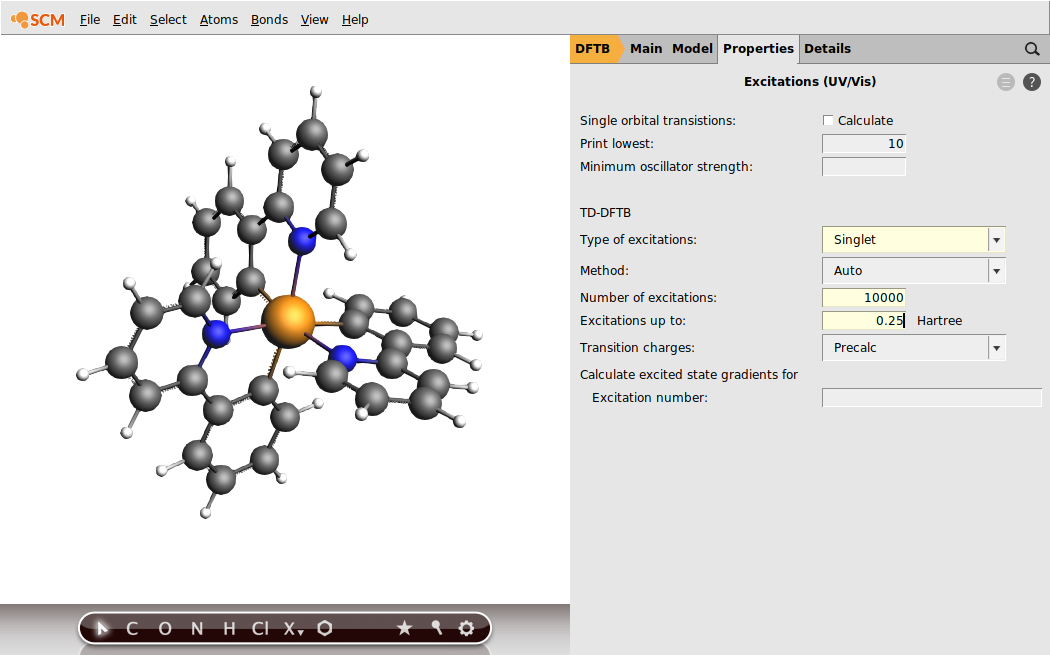 SCM File Edit Select Atoms Bonds View Help
DFTB Main Model Properties Details
Excitations (UV/Vis)
?
Single orbital transistions: Calculate
Print lowest: 10
Minimum oscillator strength:
TD-DFTB
Type of excitations: Singlet
Method: Auto
Number of excitations: 10000
Excitations up to: 0.25 Hartree
Transition charges: Precalc
Calculate excited state gradients for
Excitation number:
C O N H Cl X